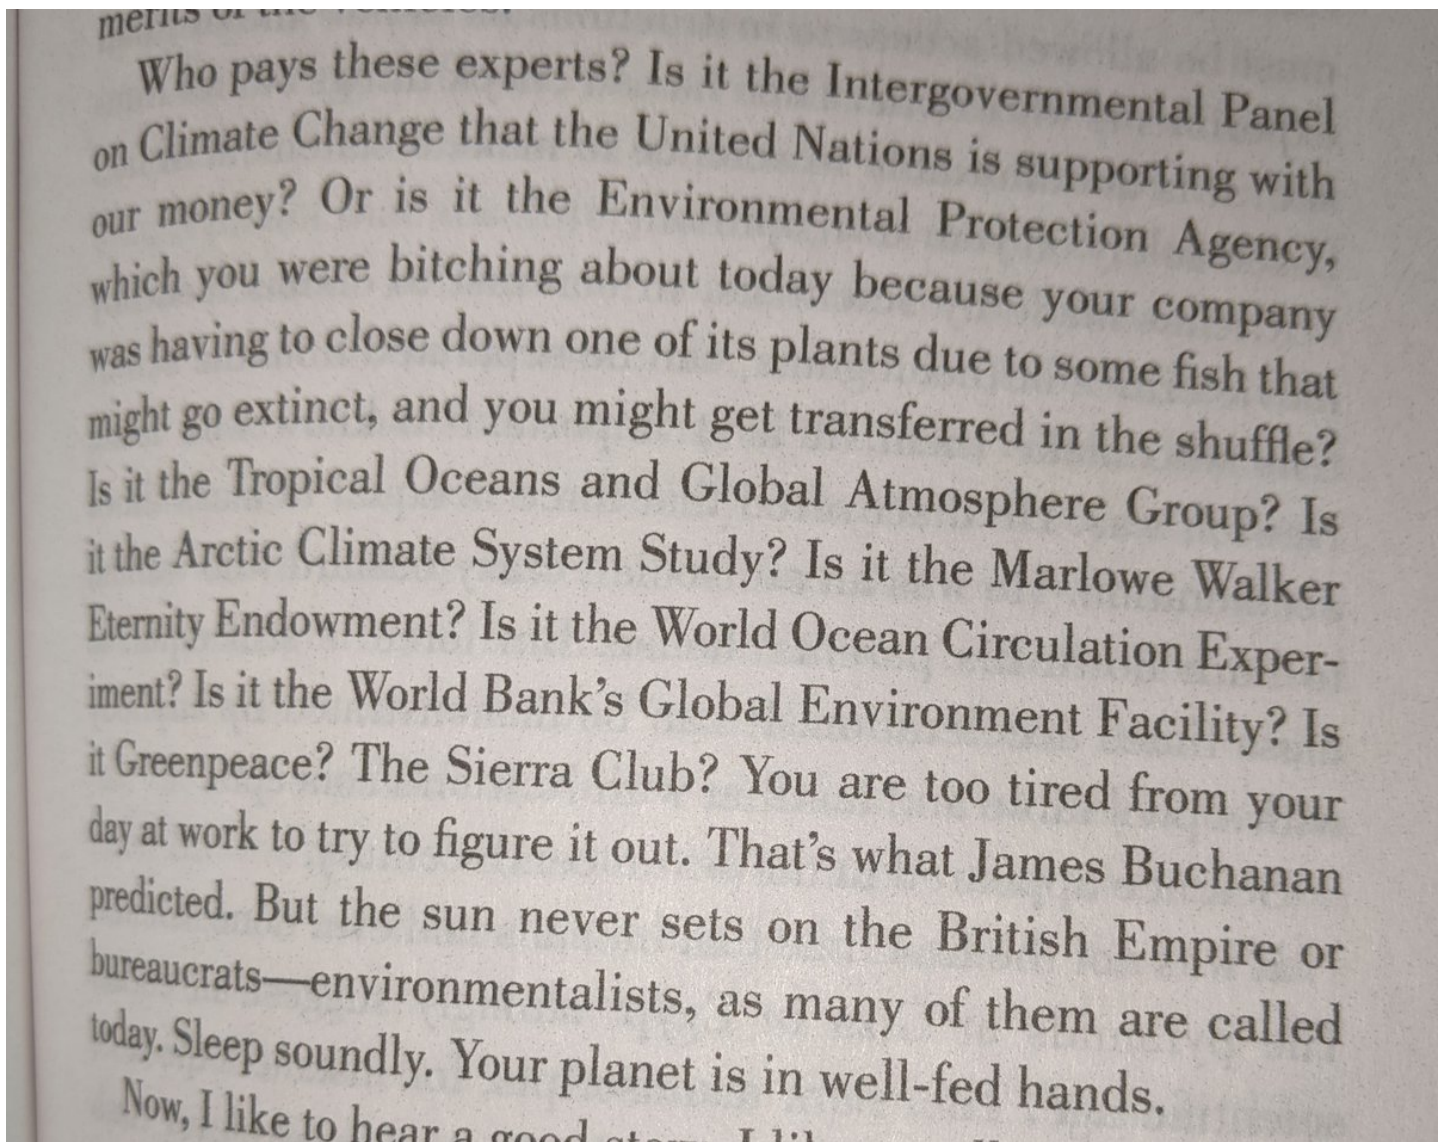 merits of the ventures.
Who pays these experts? Is it the Intergovernmental Panel
on Climate Change that the United Nations is supporting with
our money? Or is it the Environmental Protection Agency,
which you were bitching about today because your company
was having to close down one of its plants due to some fish that
might go extinct, and you might get transferred in the shuffle?
Is it the Tropical Oceans and Global Atmosphere Group? Is
it the Arctic Climate System Study? Is it the Marlowe Walker
Eternity Endowment? Is it the World Ocean Circulation Exper-
iment? Is it the World Bank’s Global Environment Facility? Is
it Greenpeace? The Sierra Club? You are too tired from your
day at work to try to figure it out. That’s what James Buchanan
predicted. But the sun never sets on the British Empire or
bureaucrats—environmentalists, as many of them are called
today. Sleep soundly. Your planet is in well-fed hands.
Now, I like to hear a good